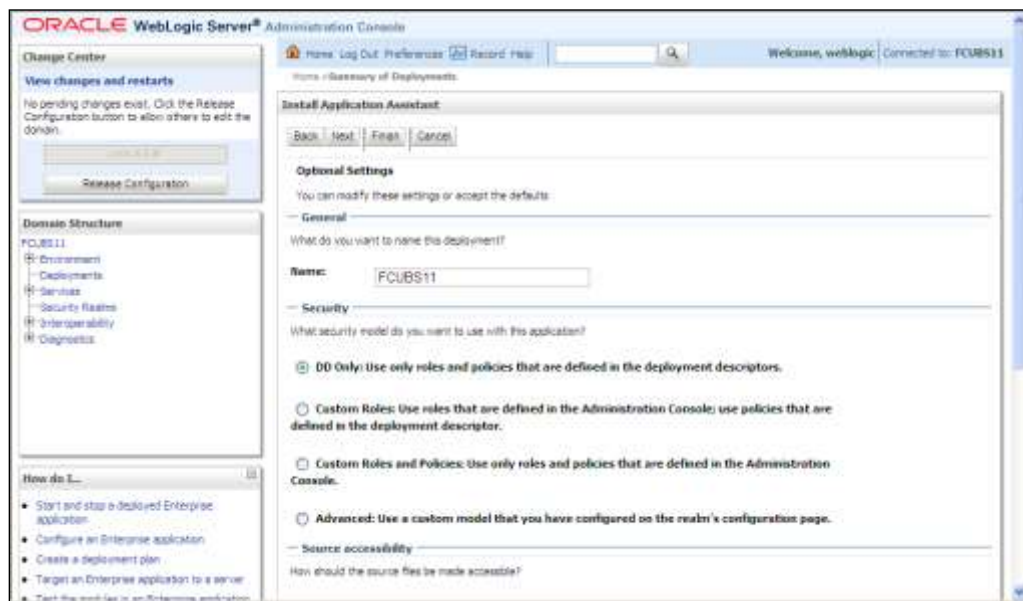 ORACLE WebLogic Server® Administration Console
Change Center
View changes and restarts
No pending changes exist. Click the Release
Configuration button to allow others to edit the
domain.
Release Configuration
Domain Structure
FCUBS11
Environment
Deployments
Services
Security Realms
Interoperability
Diagnostics
How do I...
Start and stop a deployed Enterprise
application
Configure an Enterprise application
Create a deployment plan
Target an Enterprise application to a server
Test the modules in an Enterprise application
Home Log Out Preferences Record Help
Welcome, weblogic Connected to: FCUBS11
Home >Summary of Deployments
Install Application Assistant
Back Next Finish Cancel
Optional Settings
You can modify these settings or accept the defaults
General
What do you want to name this deployment?
Name: FCUBS11
Security
What security model do you want to use with this application?
DD Only: Use only roles and policies that are defined in the deployment descriptors.
Custom Roles: Use roles that are defined in the Administration Console; use policies that are
defined in the deployment descriptor.
Custom Roles and Policies: Use only roles and policies that are defined in the Administration
Console.
Advanced: Use a custom model that you have configured on the realm's configuration page.
Source accessibility
How should the source files be made accessible?